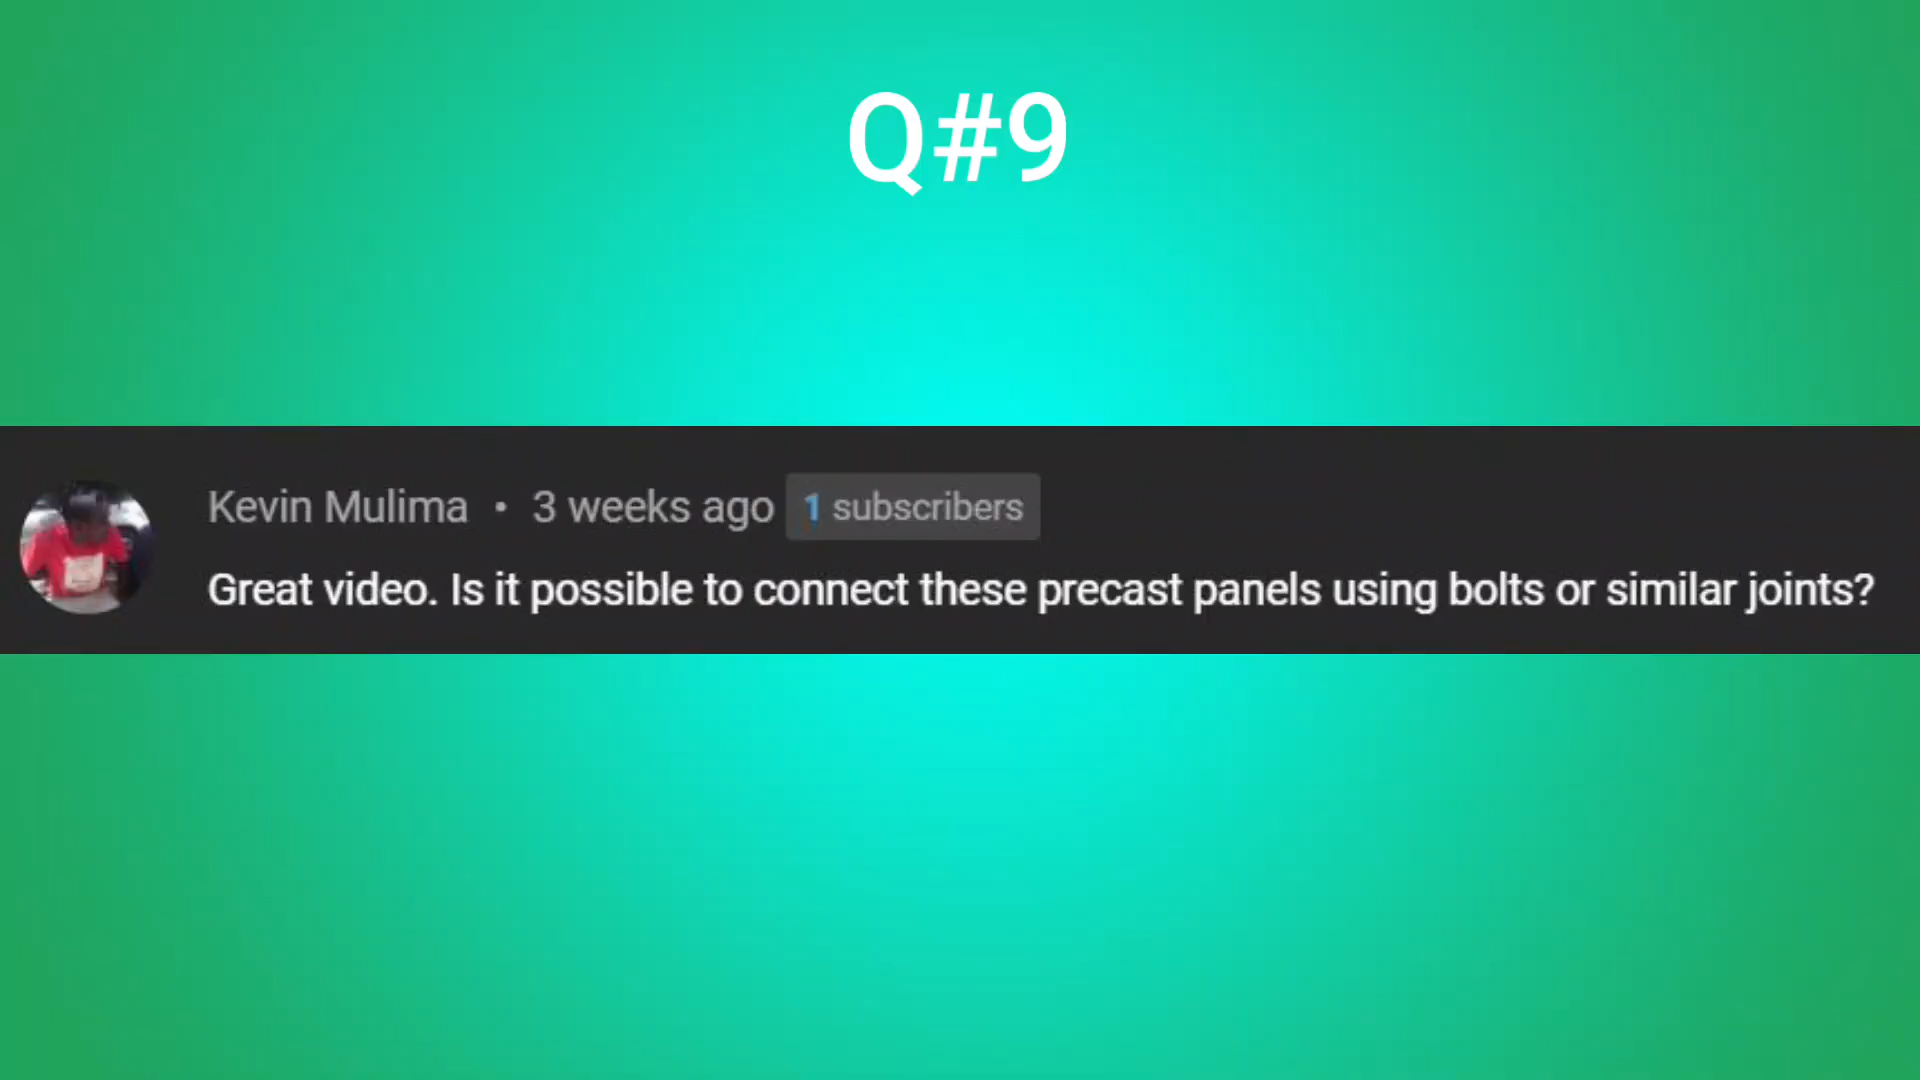 Q#9
Kevin Mulima • 3 weeks ago 1 subscribers
Great video. Is it possible to connect these precast panels using bolts or similar joints?